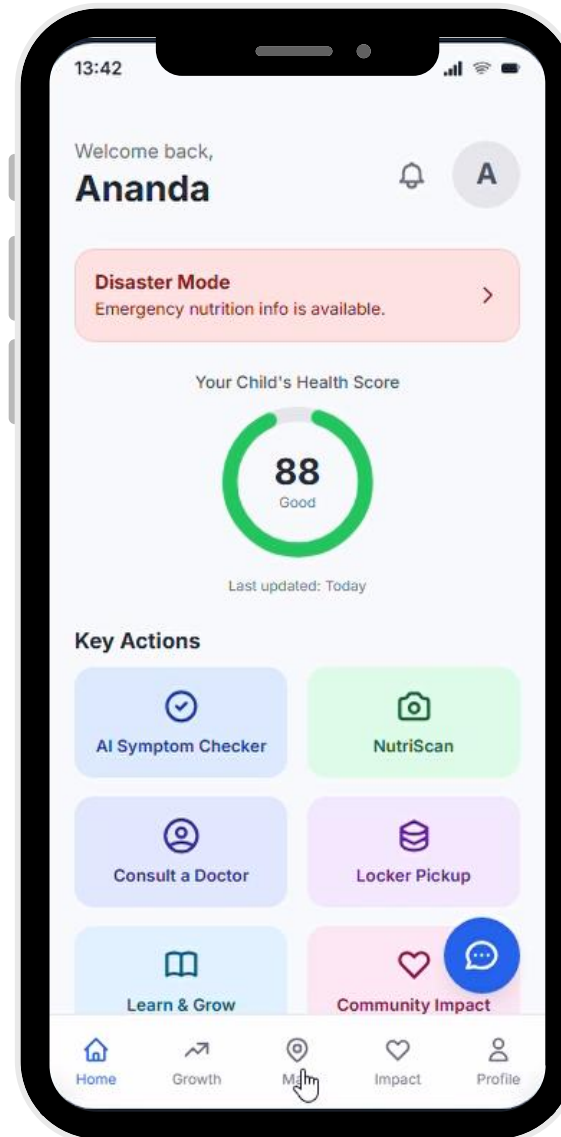 13:42
Welcome back,
Ananda
A
Disaster Mode
Emergency nutrition info is available.
Your Child's Health Score
88
Good
Last updated: Today
Key Actions
AI Symptom Checker
NutriScan
Consult a Doctor
Locker Pickup
Learn & Grow
Community Impact
Home
Growth
Impact
Profile